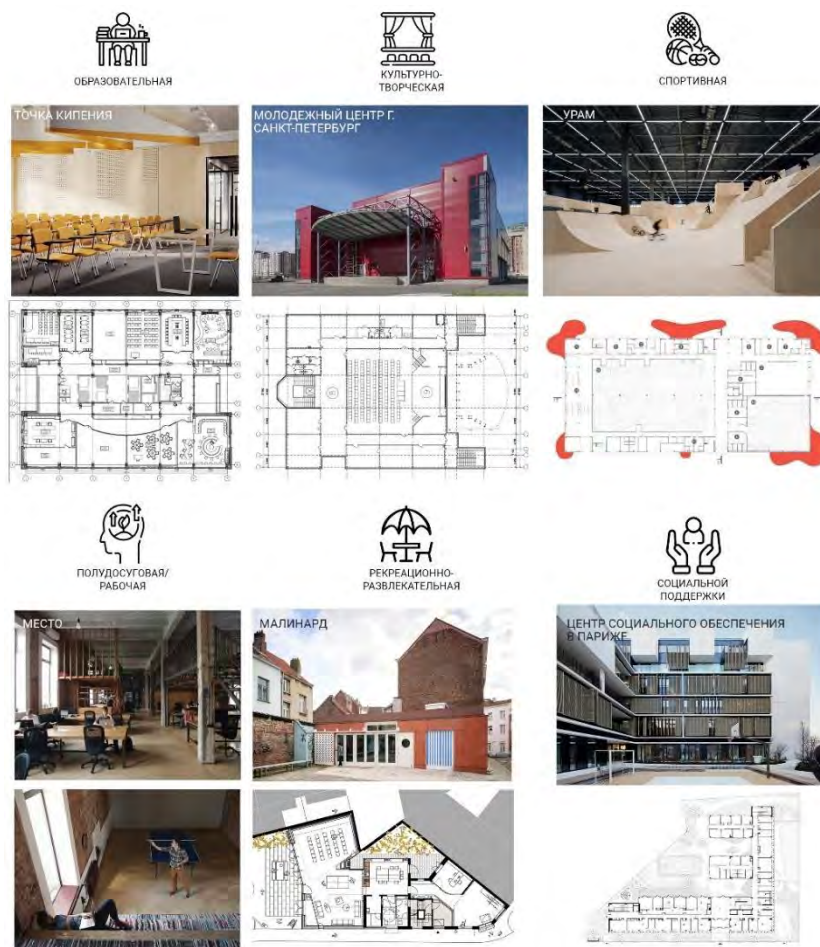 ОБРАЗОВАТЕЛЬНАЯ
КУЛЬТУРНО-
ТВОРЧЕСКАЯ
СПОРТИВНАЯ
ТОЧКА КИПЕНИЯ
МОЛОДЕЖНЫЙ ЦЕНТР Г.
САНКТ-ПЕТЕРБУРГ
УРАМ
ПОЛУДОСУГОВАЯ/
РАБОЧАЯ
РЕКРЕАЦИОННО-
РАЗВЛЕКАТЕЛЬНАЯ
СОЦИАЛЬНОЙ
ПОДДЕРЖКИ
МЕСТО
МАЛИНАРД
ЦЕНТР СОЦИАЛЬНОГО ОБЕСПЕЧЕНИЯ
В ПАРИЖЕ